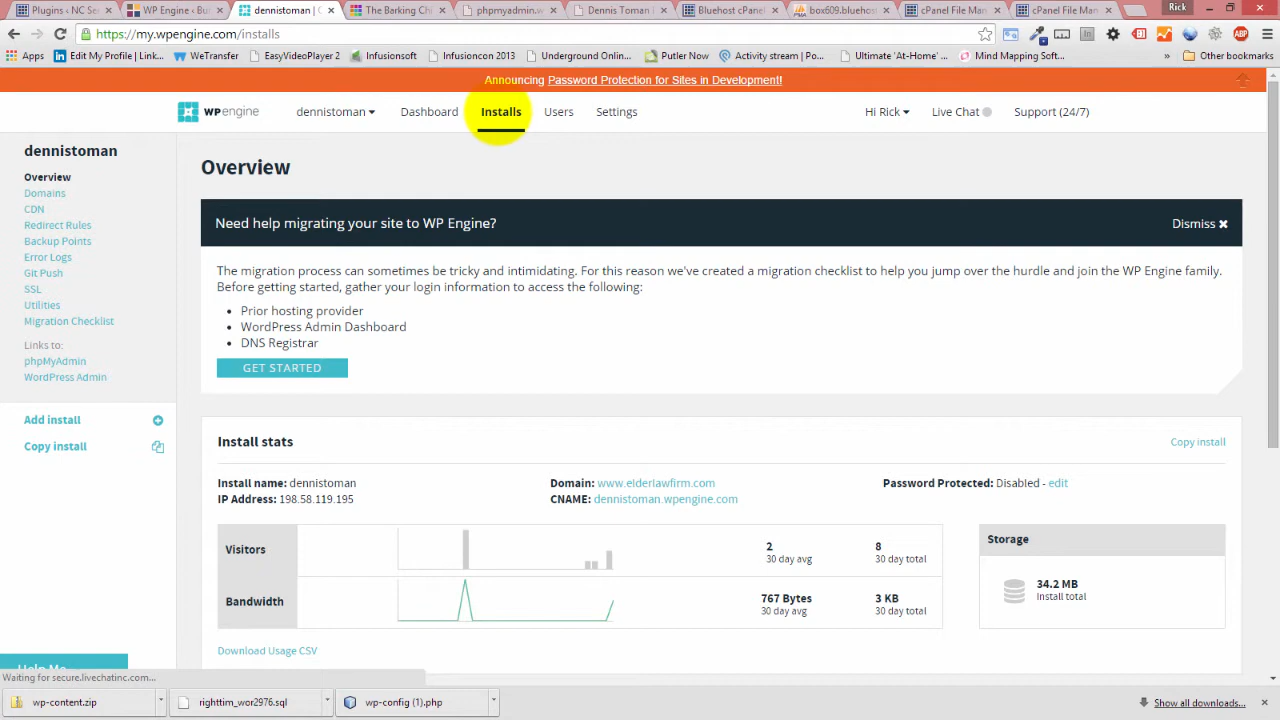 Plugins ‹ NC Se
WP Engine ‹ Bu
dennistoman |
The Barking Ch
phpmyadmin.w
Dennis Toman
Bluehost cPanel
box609.bluehos
cPanel File Man
cPanel File Man
Rick
https://my.wpengine.com/installs
Apps
Edit My Profile | Link
WeTransfer
EasyVideoPlayer 2
Infusionsoft
Infusioncon 2013
Underground Onlin...
Putler Now
Activity stream | Po...
Ultimate 'At-Home'
Mind Mapping Soft...
»
Other bookmarks
Announcing Password Protection for Sites in Development!
WPengine
dennistoman
Dashboard
Installs
Users
Settings
Hi Rick
Live Chat
Support (24/7)
dennistoman
Overview
Domains
CDN
Redirect Rules
Backup Points
Error Logs
Git Push
SSL
Utilities
Migration Checklist
Links to:
phpMyAdmin
WordPress Admin
Add install
Copy install
Overview
Need help migrating your site to WP Engine?
Dismiss
The migration process can sometimes be tricky and intimidating. For this reason we've created a migration checklist to help you jump over the hurdle and join the WP Engine family.
Before getting started, gather your login information to access the following:
• Prior hosting provider
• WordPress Admin Dashboard
• DNS Registrar
GET STARTED
Install stats
Copy install
Install name: dennistoman
IP Address: 198.58.119.195
Domain: www.elderlawfirm.com
CNAME: dennistoman.wpengine.com
Password Protected: Disabled - edit
Visitors
2
30 day avg
8
30 day total
Bandwidth
767 Bytes
30 day avg
3 KB
30 day total
Storage
34.2 MB
Install total
Download Usage CSV
Help Me
Waiting for secure.livechatinc.com...
wp-content.zip
righttim_wor2976.sql
wp-config (1).php
Show all downloads...